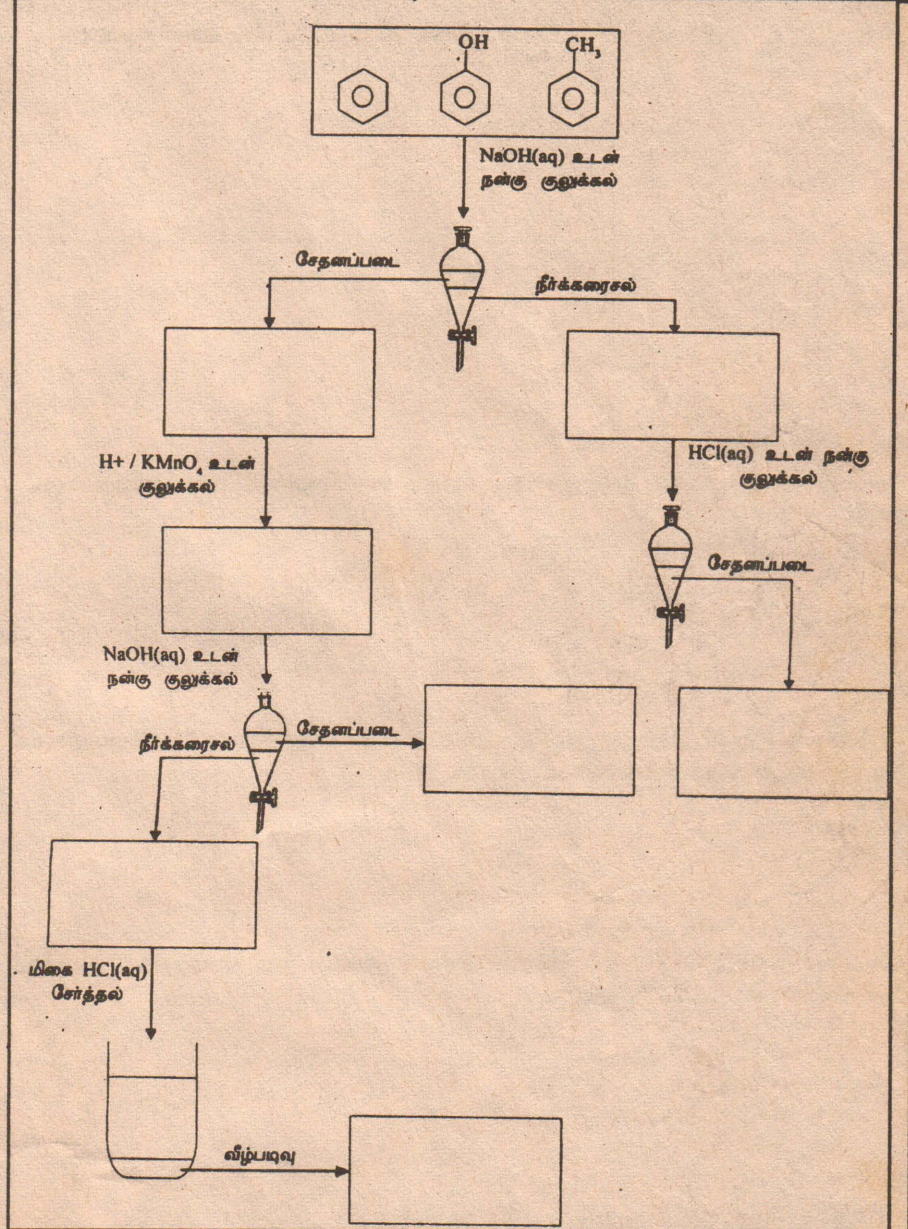 OH
CH₃
NaOH(aq) உடன்
நன்கு குலுக்கல்
சேதனப்படை
நீர்க்கரைசல்
H+ / KMnO₄ உடன்
குலுக்கல்
HCl(aq) உடன் நன்கு
குலுக்கல்
சேதனப்படை
NaOH(aq) உடன்
நன்கு குலுக்கல்
நீர்க்கரைசல்
சேதனப்படை
மிகை HCl(aq)
சேர்த்தல்
வீழ்படிவு